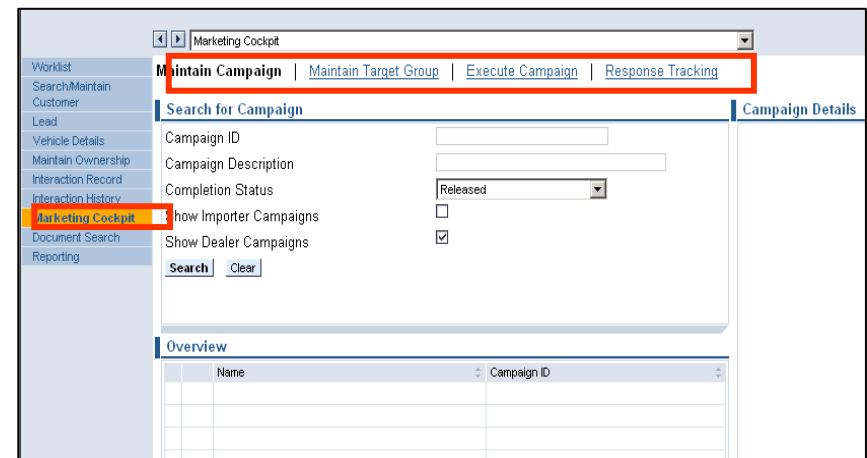 Marketing Cockpit
Worklist
Search/Maintain
Customer
Lead
Vehicle Details
Maintain Ownership
Interaction Record
Interaction History
Marketing Cockpit
Document Search
Reporting
Maintain Campaign | Maintain Target Group | Execute Campaign | Response Tracking
Search for Campaign
Campaign ID
Campaign Description
Completion Status Released
Show Importer Campaigns
Show Dealer Campaigns
Search Clear
Campaign Details
Overview
Name Campaign ID